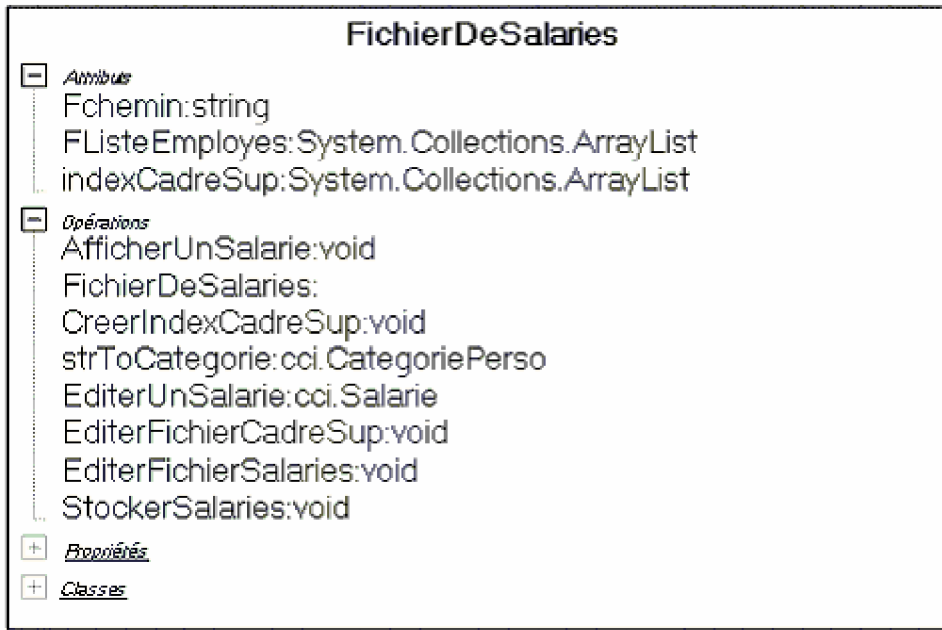 FichierDeSalaries
Attributs
Fchemin:string
FListeEmployes:System.Collections.ArrayList
indexCadreSup:System.Collections.ArrayList
Opérations
AfficherUnSalarie:void
FichierDeSalaries:
CreerIndexCadreSup:void
strToCategorie:cci.CategoriePerso
EditerUnSalarie:cci.Salarie
EditerFichierCadreSup:void
EditerFichierSalaries:void
StockerSalaries:void
Propriétés
Classes